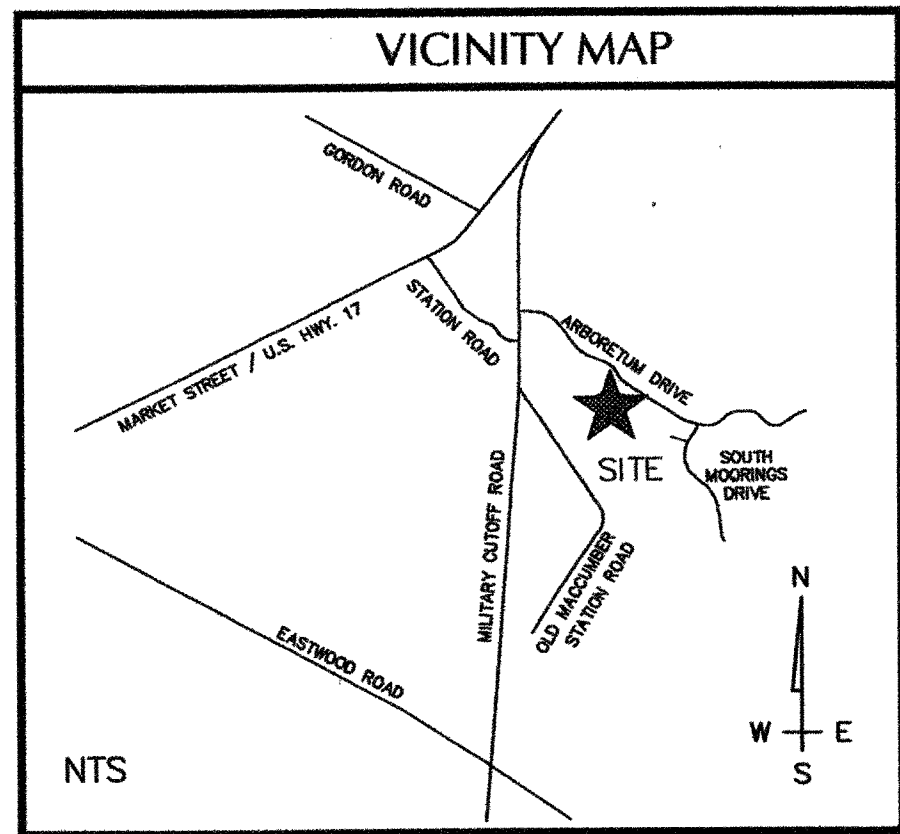 VICINITY MAP
GORDON ROAD
MARKET STREET / U.S. HWY. 17
STATION ROAD
ARBORETUM DRIVE
SITE
SOUTH
MOORINGS
DRIVE
MILITARY CUTOFF ROAD
OLD MACCUMBER
STATION ROAD
EASTWOOD ROAD
N
W E
S
NTS